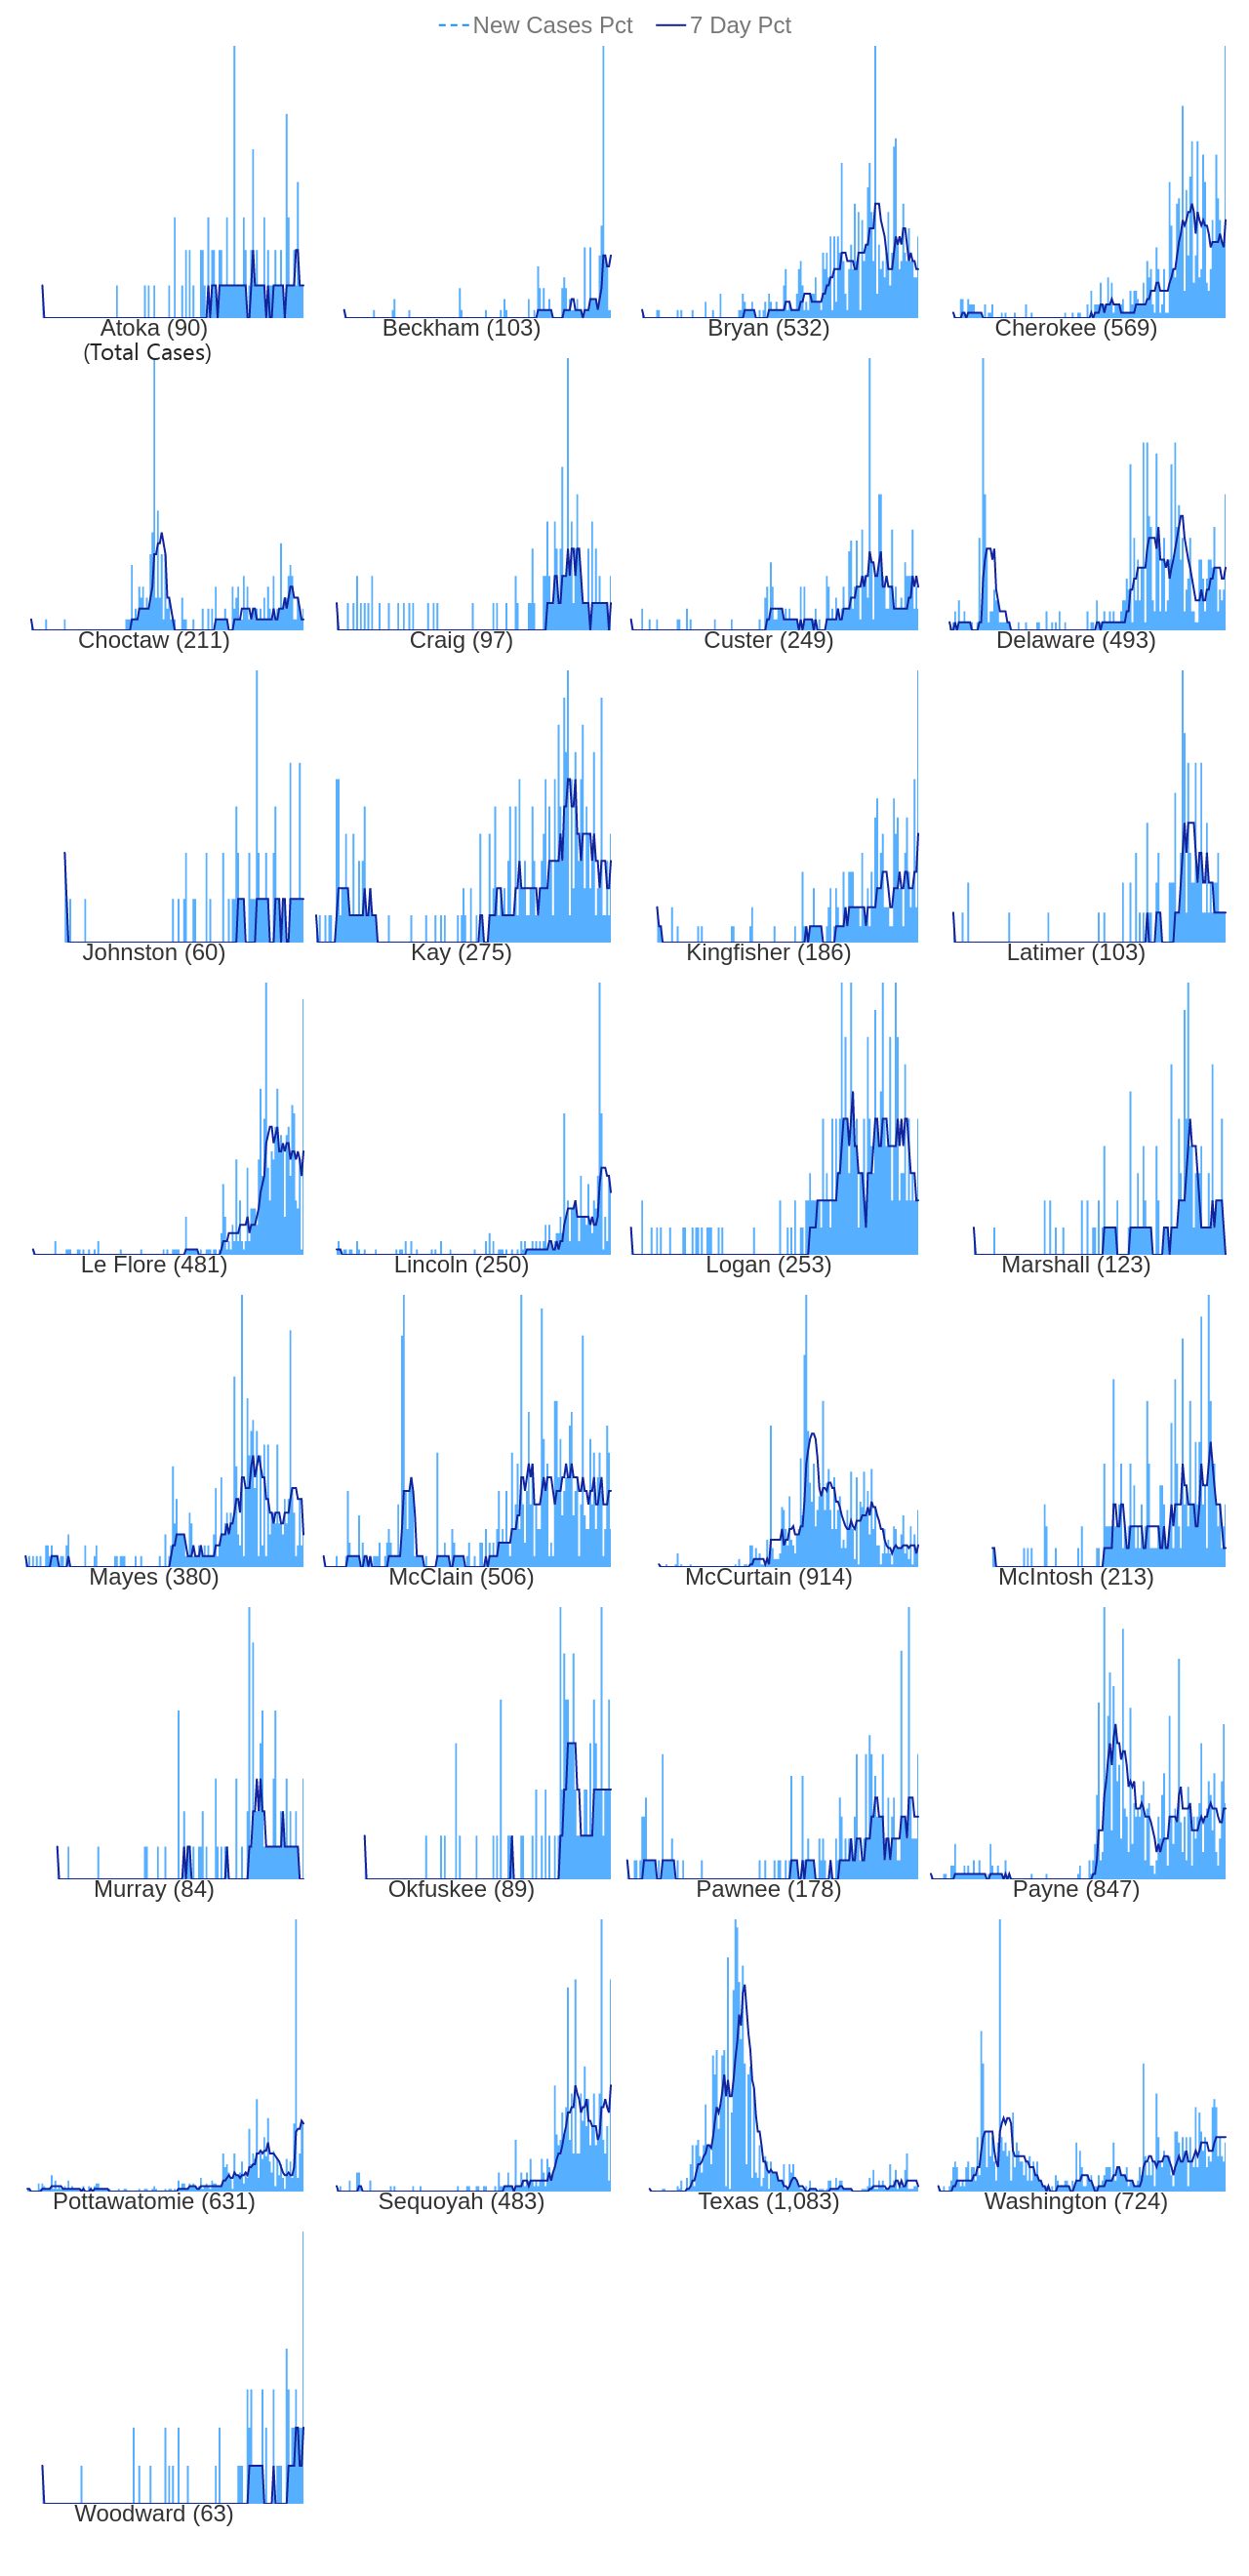 New Cases Pct 7 Day Pct
Atoka (90) Beckham (103) Bryan (532) Cherokee (569)
(Total Cases)
Choctaw (211) Craig (97) Custer (249) Delaware (493)
Johnston (60) Kay (275) Kingfisher (186) Latimer (103)
Le Flore (481) Lincoln (250) Logan (253) Marshall (123)
Mayes (380) McClain (506) McCurtain (914) McIntosh (213)
Murray (84) Okfuskee (89) Pawnee (178) Payne (847)
Pottawatomie (631) Sequoyah (483) Texas (1,083) Washington (724)
Woodward (63)